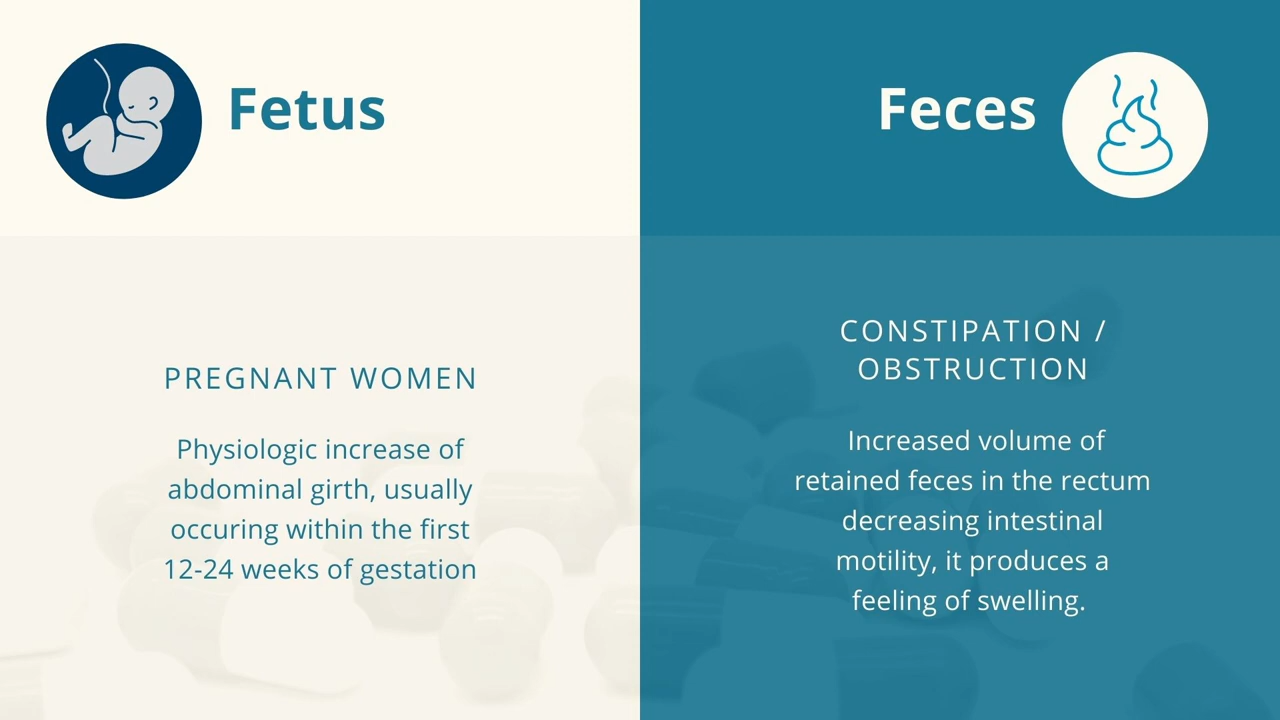 Fetus
PREGNANT WOMEN
Physiologic increase of
abdominal girth, usually
occuring within the first
12-24 weeks of gestation
Feces
CONSTIPATION /
OBSTRUCTION
Increased volume of
retained feces in the rectum
decreasing intestinal
motility, it produces a
feeling of swelling.